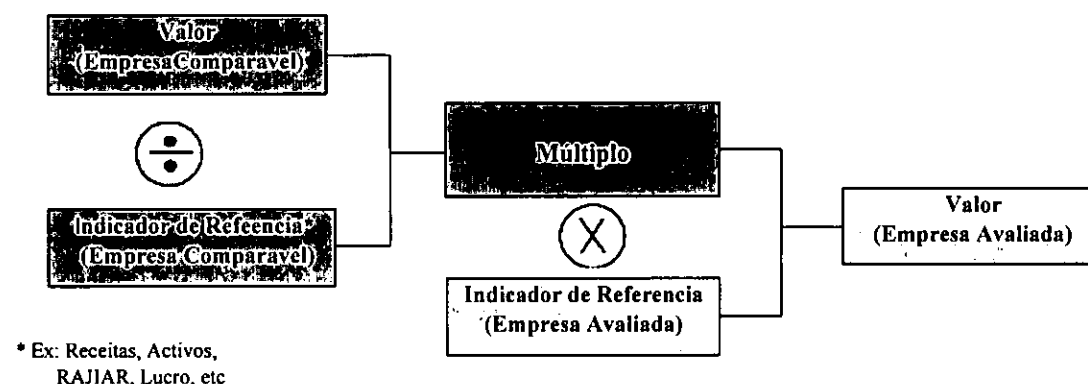 Valor
(EmpresaComparavel)
÷
Indicador de Refeencia*
(Empresa Comparavel)
Múltiplo
X
Indicador de Referencia
(Empresa Avaliada)
Valor
(Empresa Avaliada)
* Ex: Receitas, Activos,
RAJIAR, Lucro, etc